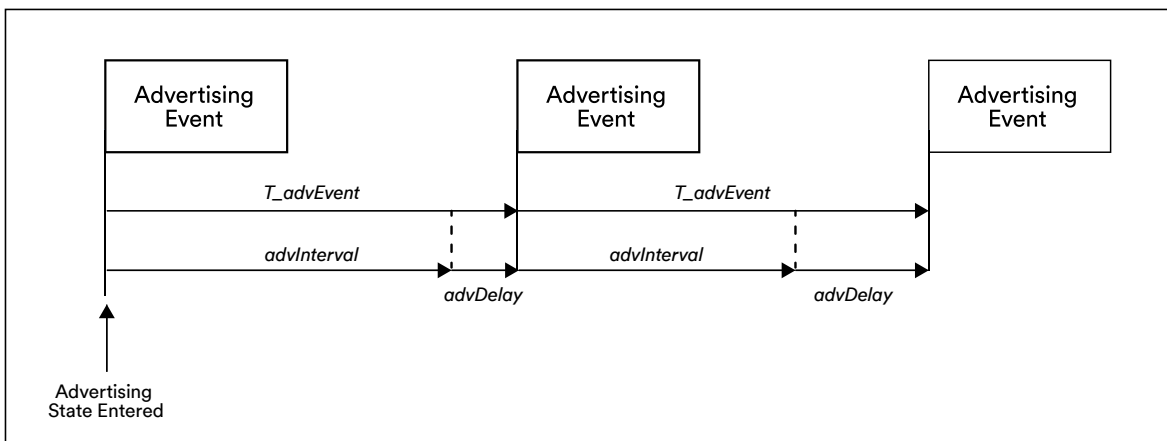 Advertising
Event
Advertising
Event
Advertising
Event
T_advEvent
T_advEvent
advInterval
advInterval
advDelay
advDelay
Advertising
State Entered